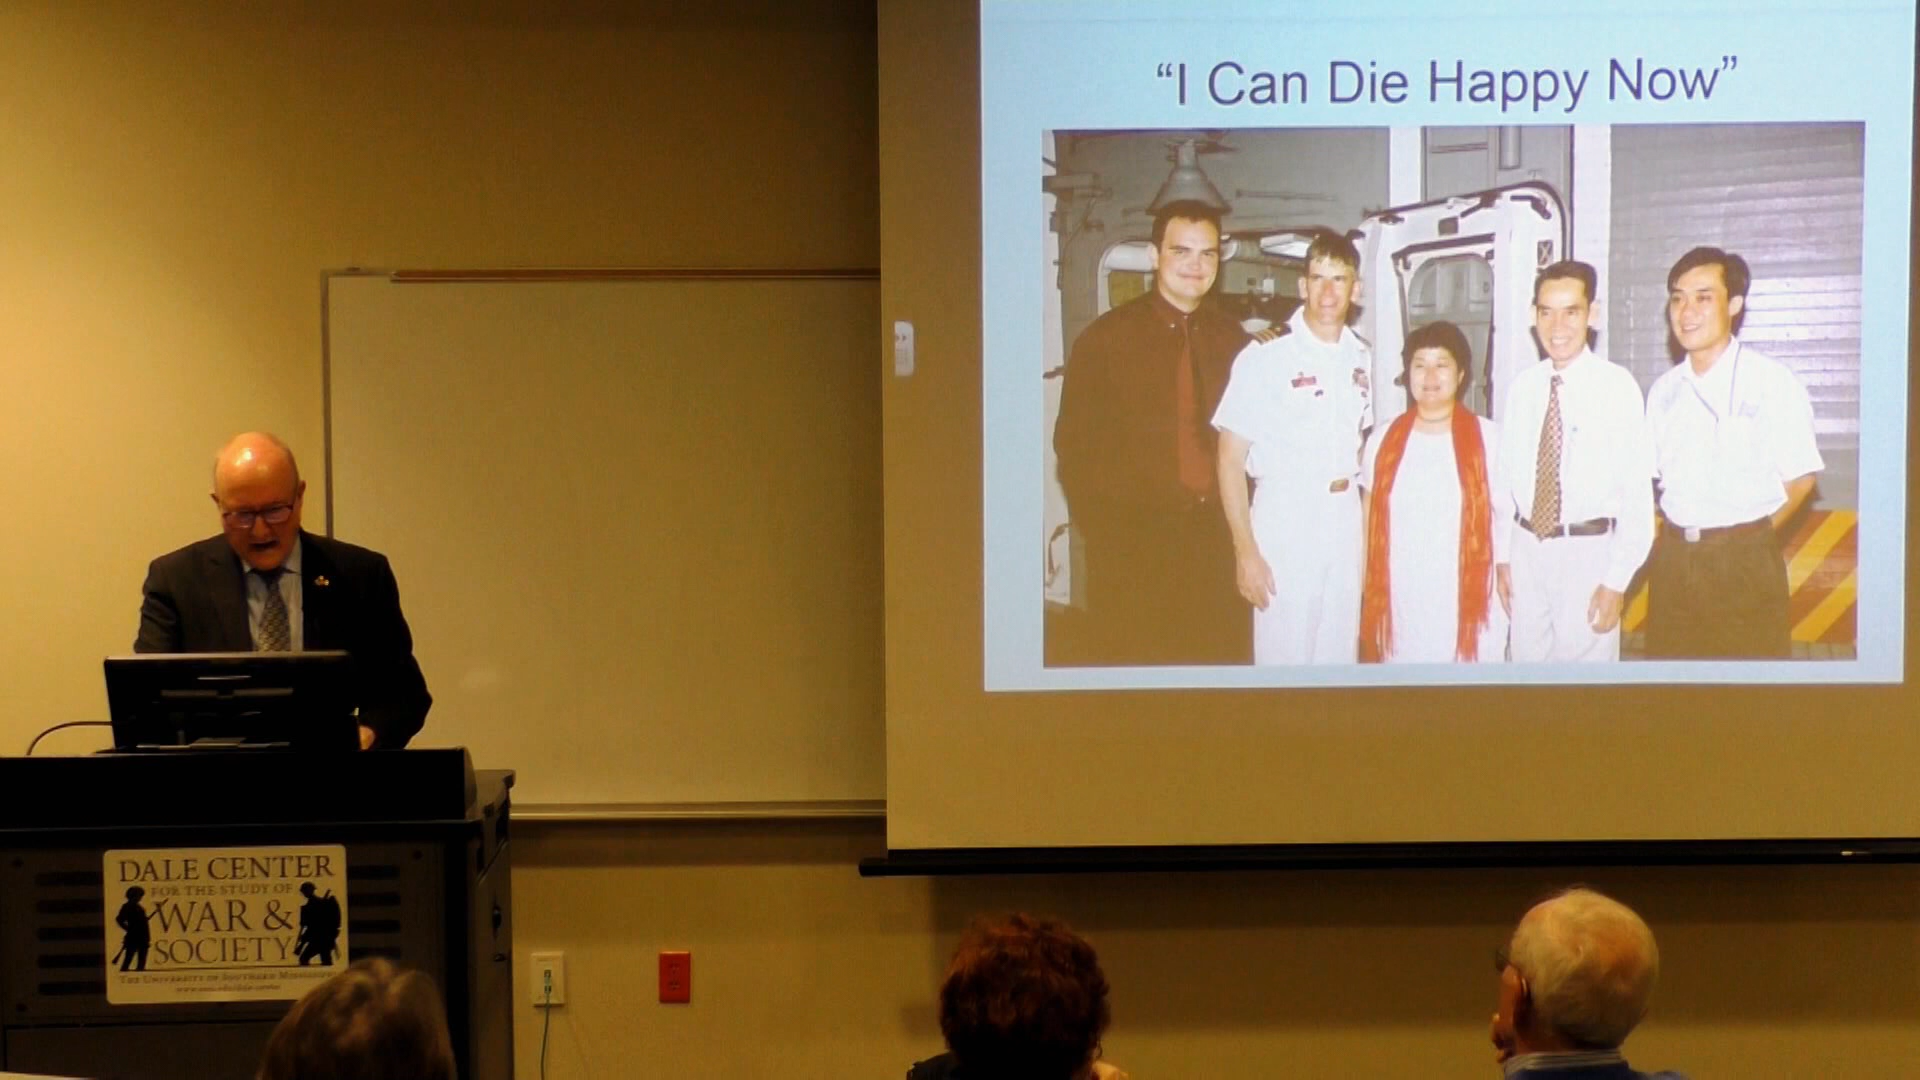 “I Can Die Happy Now”
DALE CENTER
FOR THE STUDY OF
WAR &
SOCIETY
THE UNIVERSITY OF SOUTHERN MISSISSIPPI